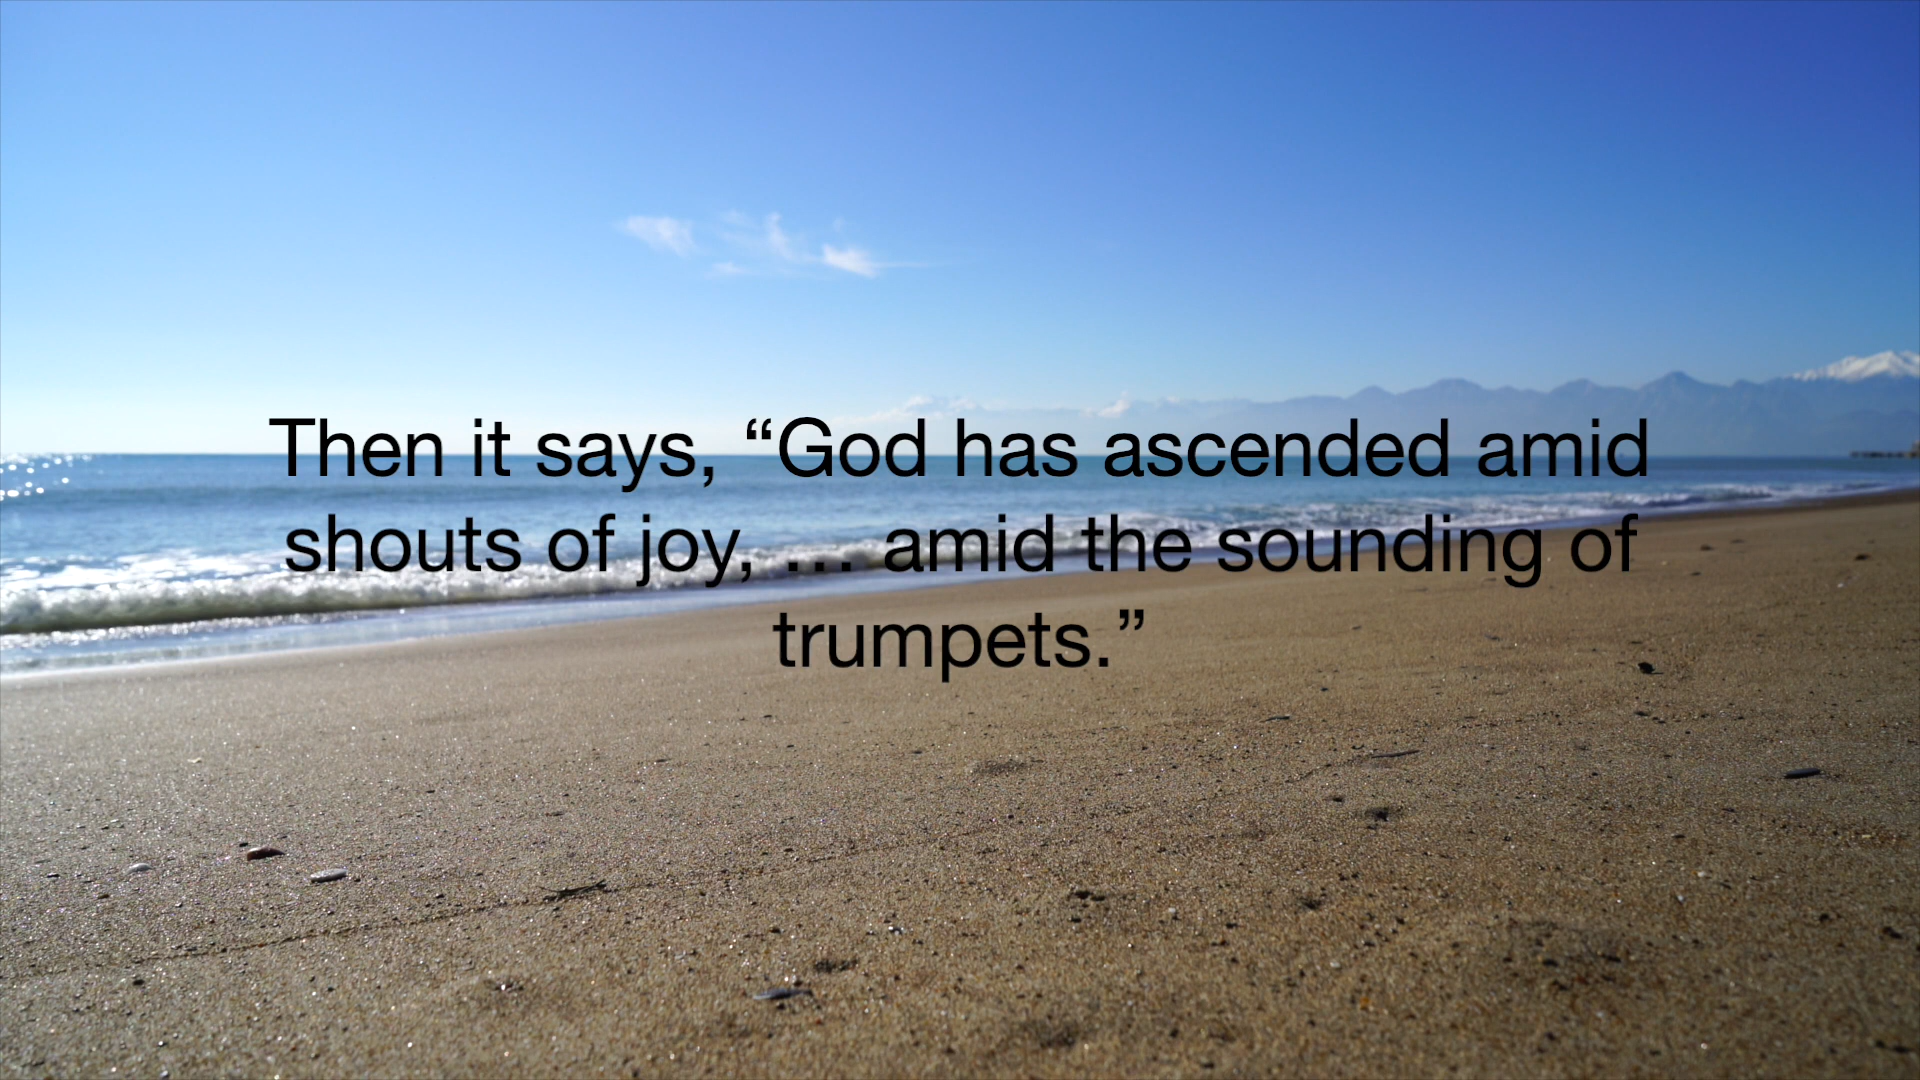 Then it says, “God has ascended amid
shouts of joy, … amid the sounding of
trumpets.”